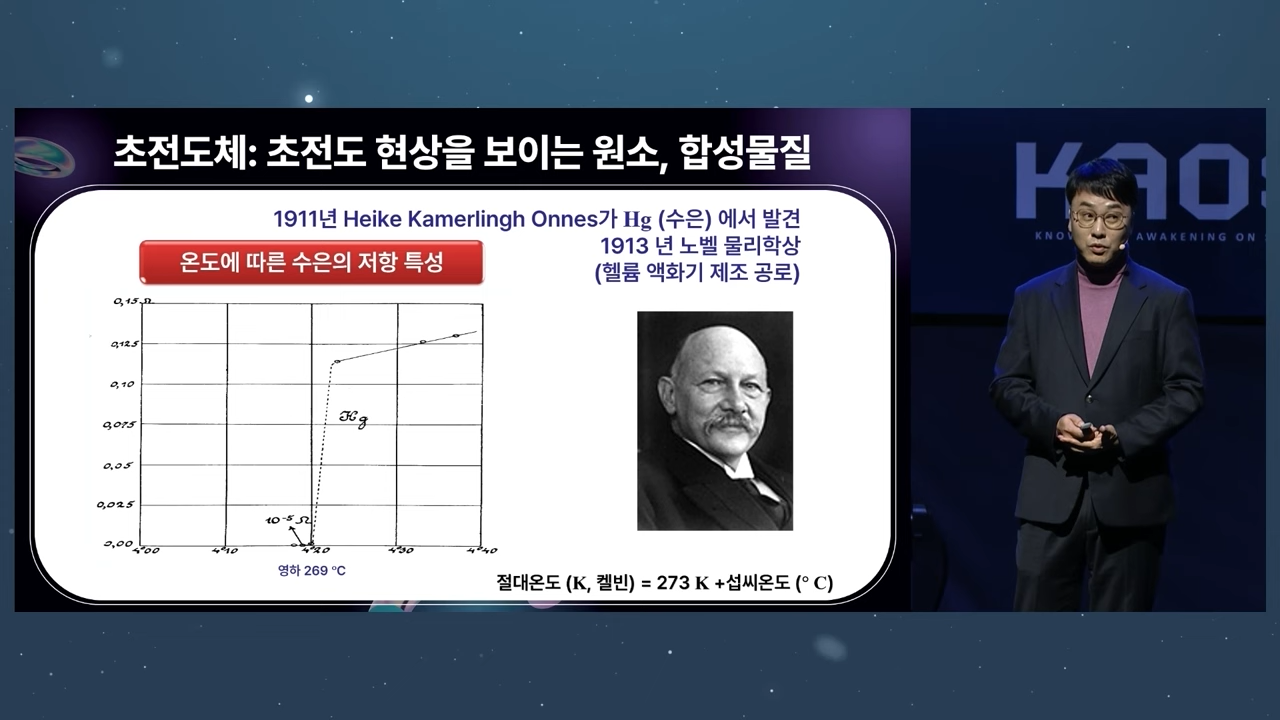 초전도체: 초전도 현상을 보이는 원소, 합성물질
1911년 Heike Kamerlingh Onnes가 Hg (수은) 에서 발견
1913 년 노벨 물리학상
(헬륨 액화기 제조 공로)
온도에 따른 수은의 저항 특성
0,15 Ω
0,125
0,10
0,075
0,05
0,025
0,00
Hg
10⁻⁵ Ω
4°00 4°10 4°20 4°30 4°40
영하 269 °C
절대온도 (K, 켈빈) = 273 K +섭씨온도 (° C)
KAOS
AWAKENING ON